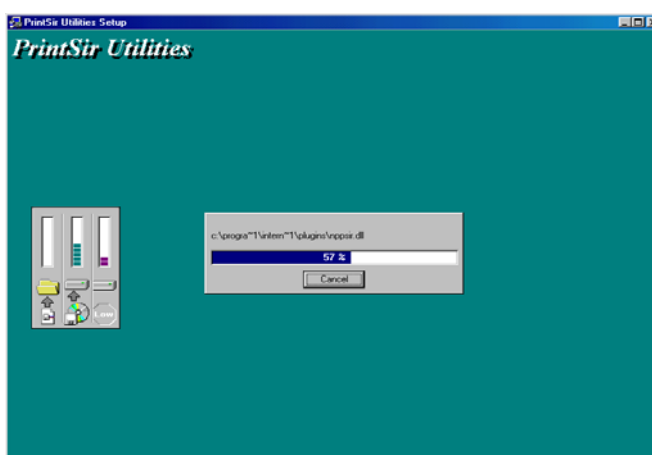 PrintSir Utilities Setup
PrintSir Utilities
c:\progra~1\intern~1\plugins\nppsir.dll
57 %
Cancel
Low